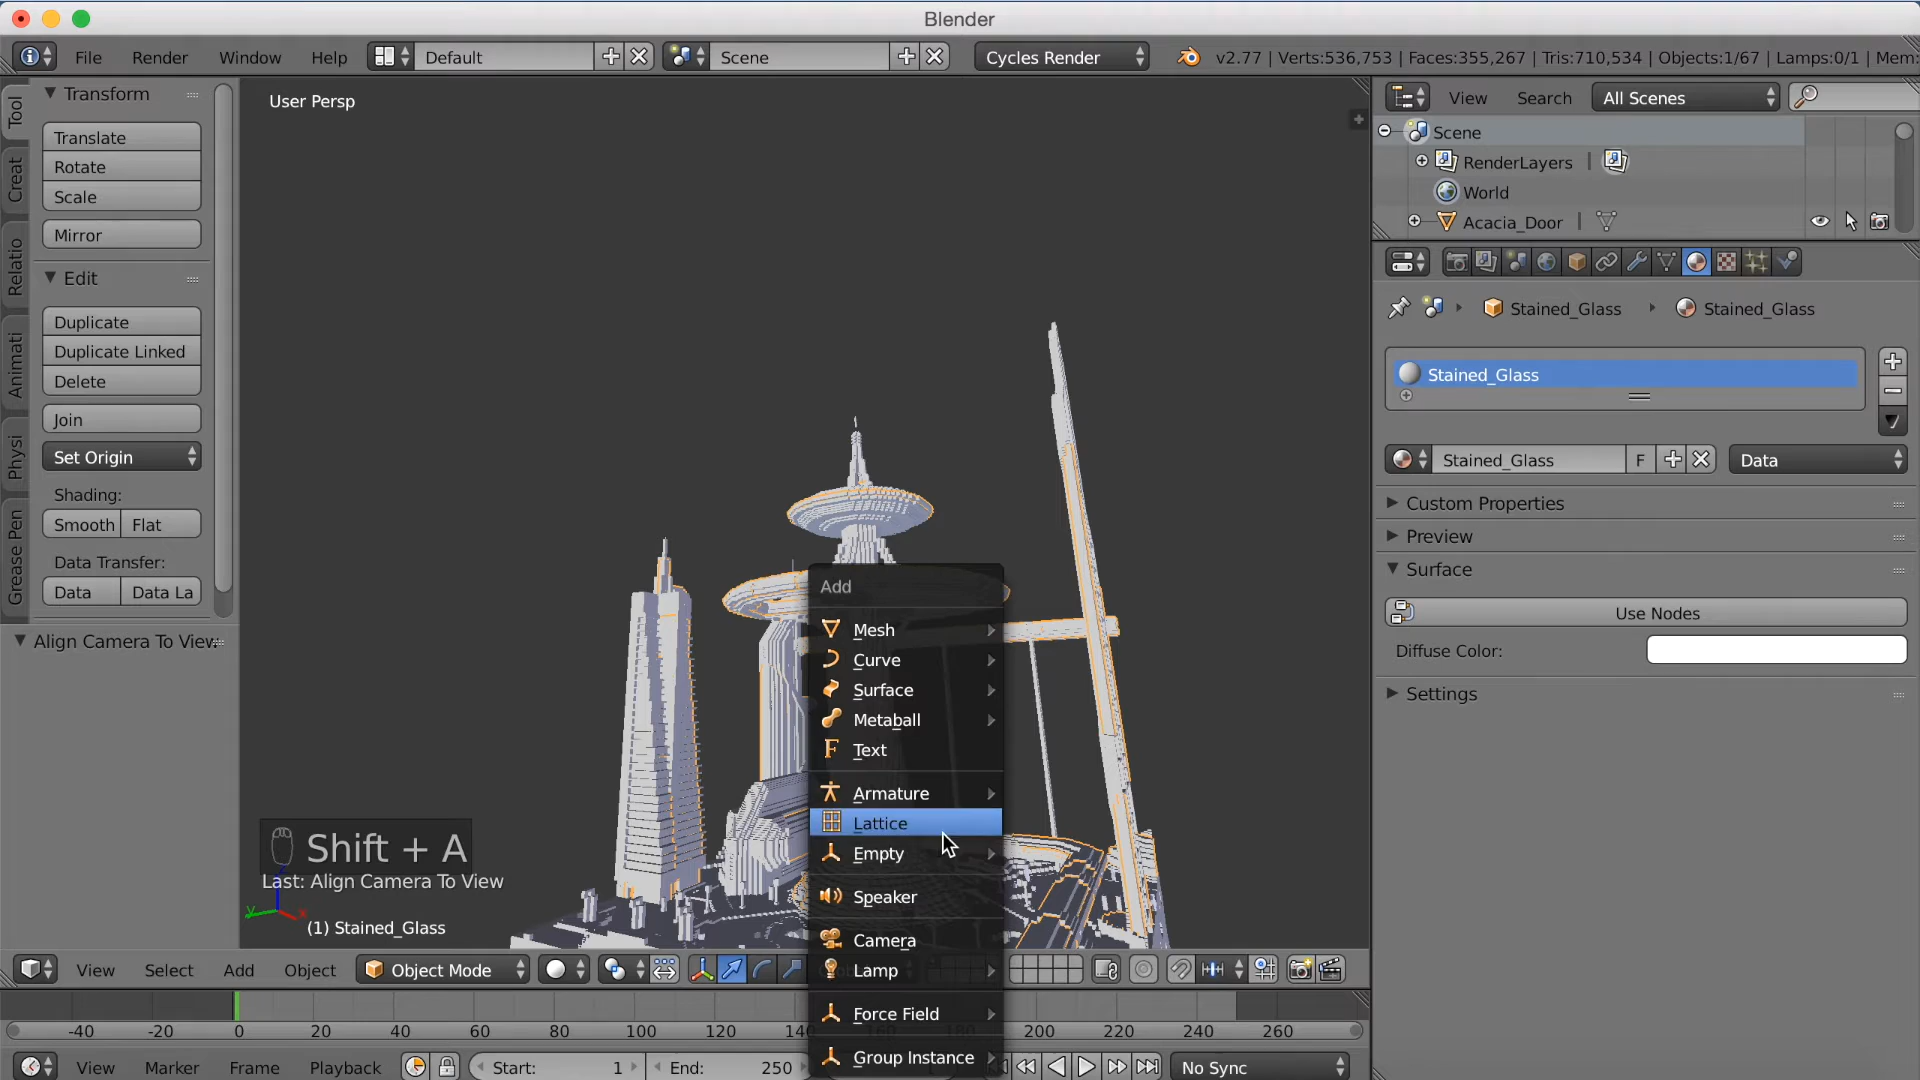 Blender
File Render Window Help Default Scene Cycles Render v2.77 | Verts:536,753 | Faces:355,267 | Tris:710,534 | Objects:1/67 | Lamps:0/1 | Mem:
Tool
Creat
Relatio
Animati
Physi
Grease Pen
Transform
Translate
Rotate
Scale
Mirror
Edit
Duplicate
Duplicate Linked
Delete
Join
Set Origin
Shading:
Smooth Flat
Data Transfer:
Data Data La
Align Camera To View
User Persp
Shift + A
Last: Align Camera To View
(1) Stained_Glass
Add
Mesh
Curve
Surface
Metaball
Text
Armature
Lattice
Empty
Speaker
Camera
Lamp
Force Field
Group Instance
View Search All Scenes
Scene
RenderLayers |
World
Acacia_Door |
Stained_Glass Stained_Glass
Stained_Glass
Stained_Glass F Data
Custom Properties
Preview
Surface
Use Nodes
Diffuse Color:
Settings
View Select Add Object Object Mode
-40 -20 0 20 40 60 80 100 120 140 160 180 200 220 240 260
View Marker Frame Playback Start: 1 End: 250 No Sync